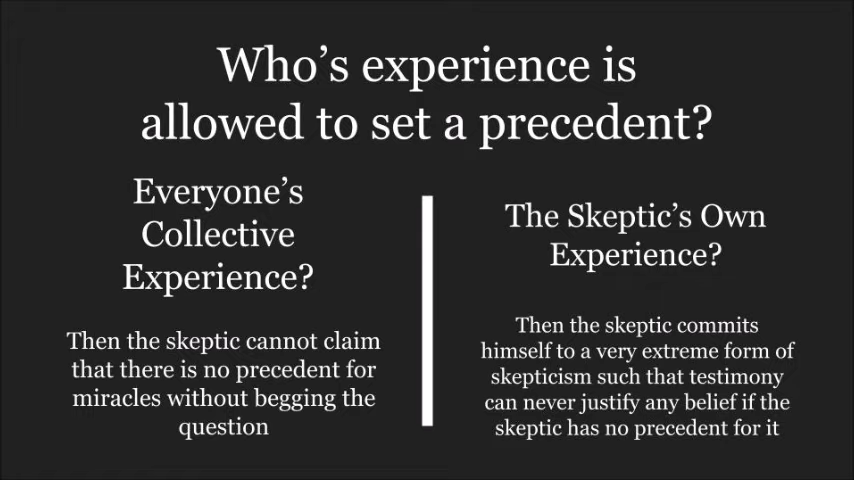 Who's experience is
allowed to set a precedent?
Everyone's
Collective
Experience?
Then the skeptic cannot claim
that there is no precedent for
miracles without begging the
question
The Skeptic's Own
Experience?
Then the skeptic commits
himself to a very extreme form of
skepticism such that testimony
can never justify any belief if the
skeptic has no precedent for it